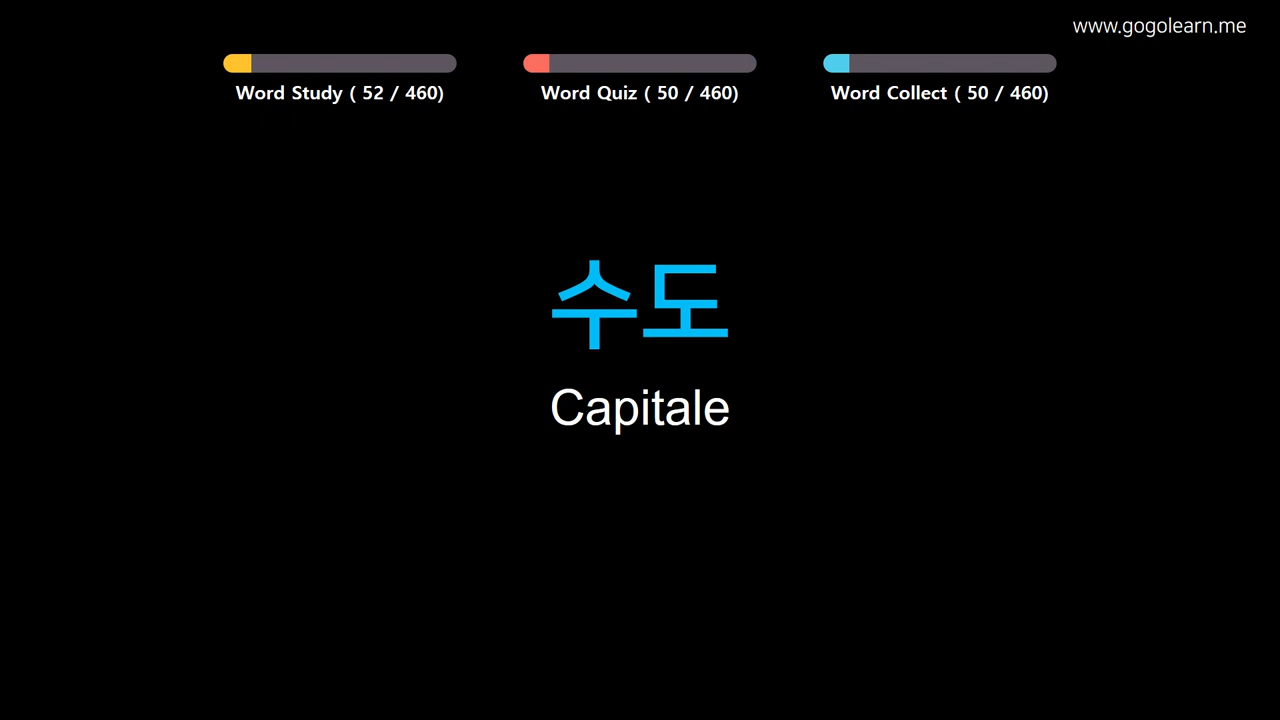 www.gogolearn.me
Word Study ( 52 / 460)
Word Quiz ( 50 / 460)
Word Collect ( 50 / 460)
수도
Capitale